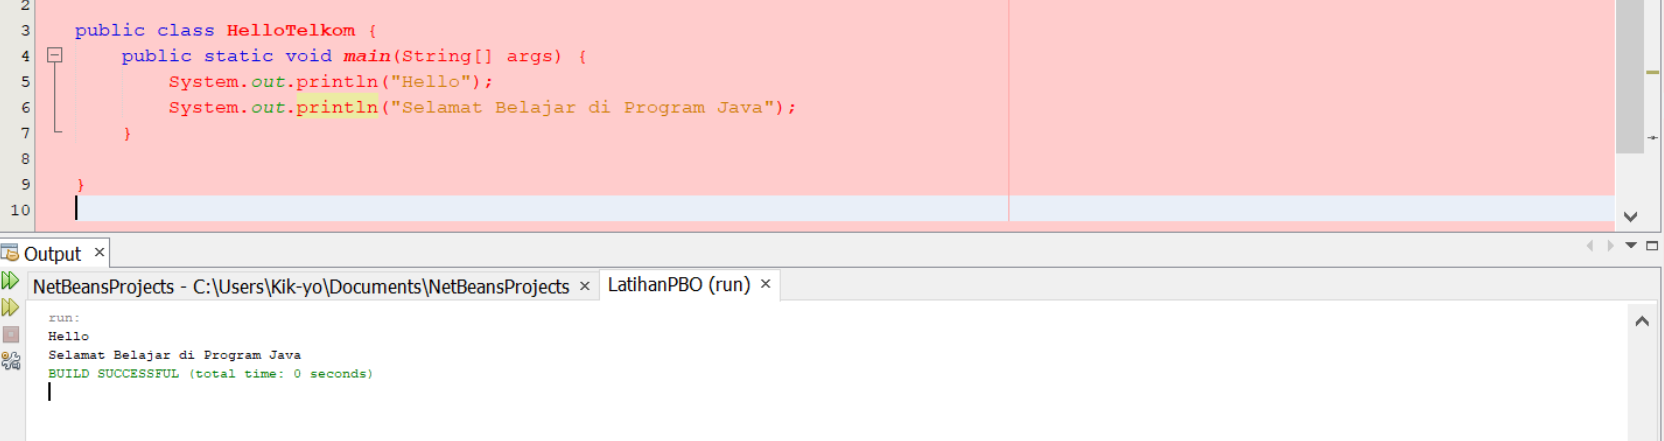 2
3 public class HelloTelkom {
4 public static void main(String[] args) {
5 System.out.println("Hello");
6 System.out.println("Selamat Belajar di Program Java");
7 }
8
9 }
10
Output ×
NetBeansProjects - C:\Users\Kik-yo\Documents\NetBeansProjects × LatihanPBO (run) ×
run:
Hello
Selamat Belajar di Program Java
BUILD SUCCESSFUL (total time: 0 seconds)